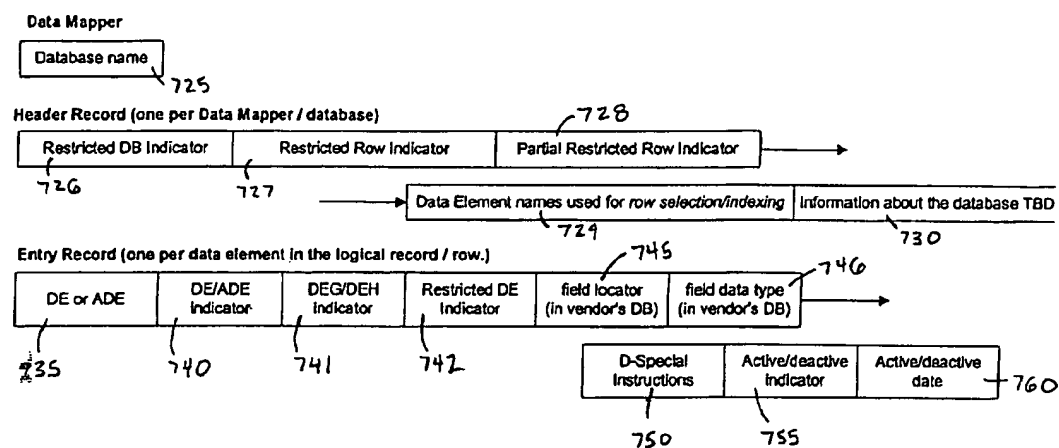 Data Mapper
Database name
725
Header Record (one per Data Mapper / database)
728
Restricted DB Indicator Restricted Row Indicator Partial Restricted Row Indicator
726 727
Data Element names used for row selection/indexing Information about the database TBD
729 730
Entry Record (one per data element in the logical record / row.)
745 746
DE or ADE DE/ADE indicator DEG/DEH indicator Restricted DE Indicator field locator (in vendor's DB) field data type (in vendor's DB)
735 740 741 742
D-Special Instructions Active/deactive indicator Active/deactive date
760
750 755